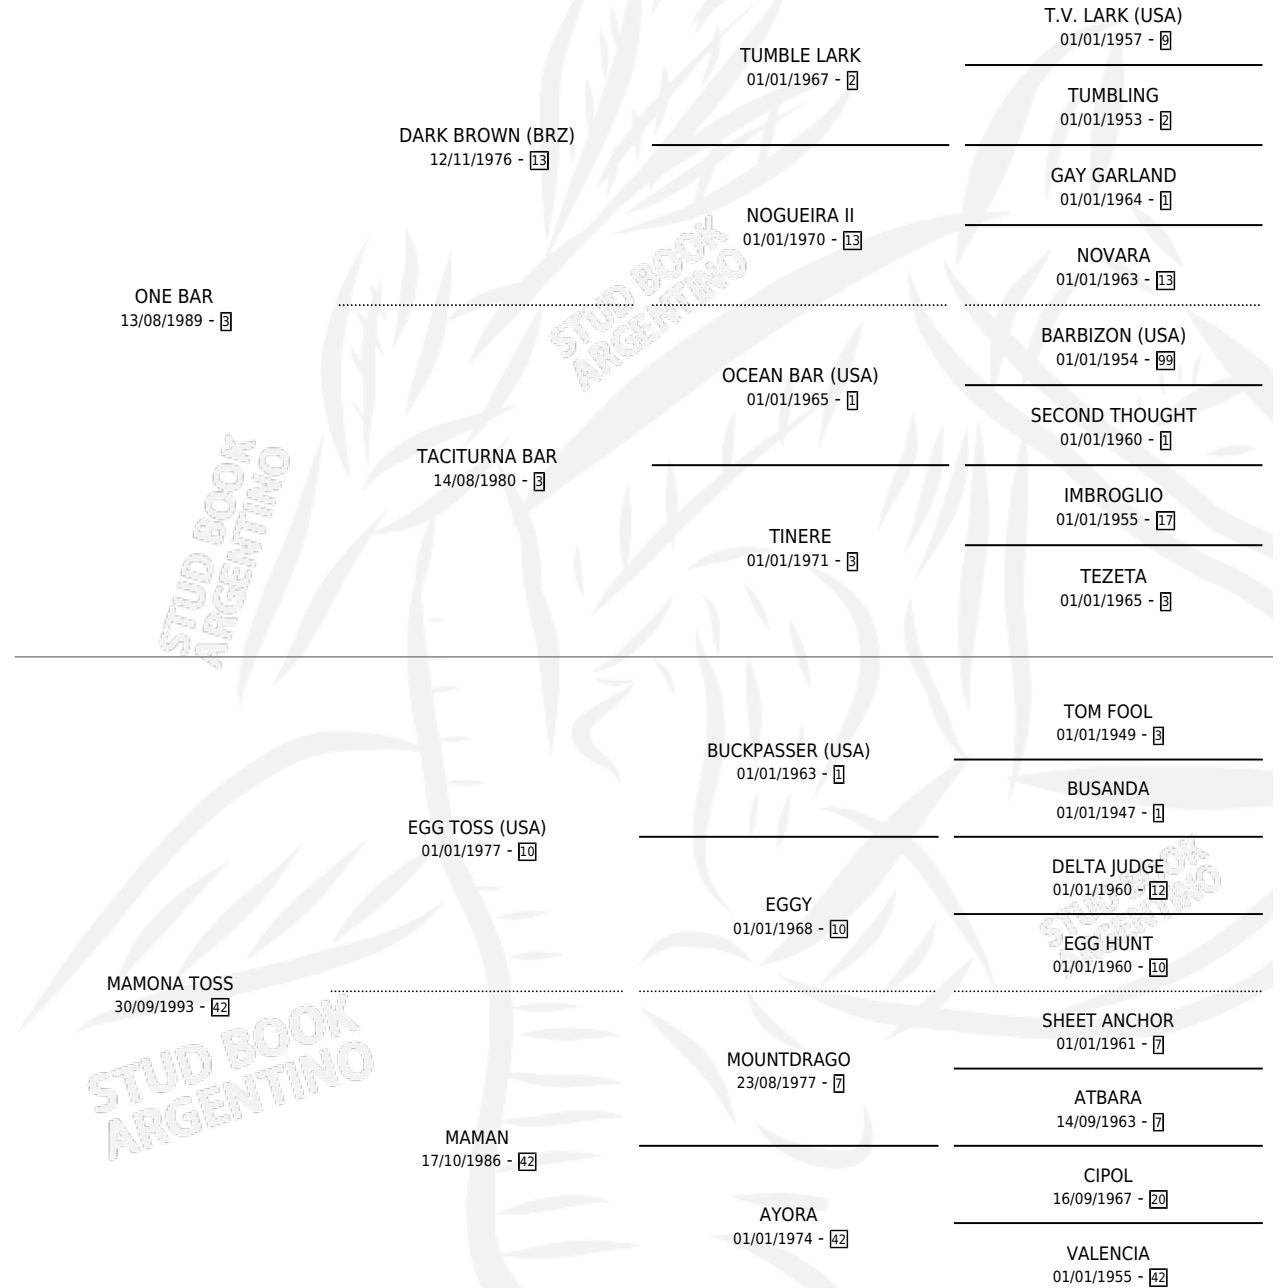 T.V. LARK (USA)
01/01/1957 - 9
TUMBLE LARK
01/01/1967 - 2
TUMBLING
01/01/1953 - 2
DARK BROWN (BRZ)
12/11/1976 - 13
GAY GARLAND
01/01/1964 - 1
NOGUEIRA II
01/01/1970 - 13
NOVARA
01/01/1963 - 13
ONE BAR
13/08/1989 - 3
BARBIZON (USA)
01/01/1954 - 99
OCEAN BAR (USA)
01/01/1965 - 1
SECOND THOUGHT
01/01/1960 - 1
TACITURNA BAR
14/08/1980 - 3
IMBROGLIO
01/01/1955 - 17
TINERE
01/01/1971 - 3
TEZETA
01/01/1965 - 3
STUD BOOK
ARGENTINO
STUD BOOK
ARGENTINO
TOM FOOL
01/01/1949 - 3
BUCKPASSER (USA)
01/01/1963 - 1
BUSANDA
01/01/1947 - 1
EGG TOSS (USA)
01/01/1977 - 10
DELTA JUDGE
01/01/1960 - 12
EGGY
01/01/1968 - 10
EGG HUNT
01/01/1960 - 10
MAMONA TOSS
30/09/1993 - 42
SHEET ANCHOR
01/01/1961 - 7
MOUNTDRAGO
23/08/1977 - 7
ATBARA
14/09/1963 - 7
MAMAN
17/10/1986 - 42
CIPOL
16/09/1967 - 20
AYORA
01/01/1974 - 42
VALENCIA
01/01/1955 - 42
STUD BOOK
ARGENTINO
STUD BOOK
ARGENTINO